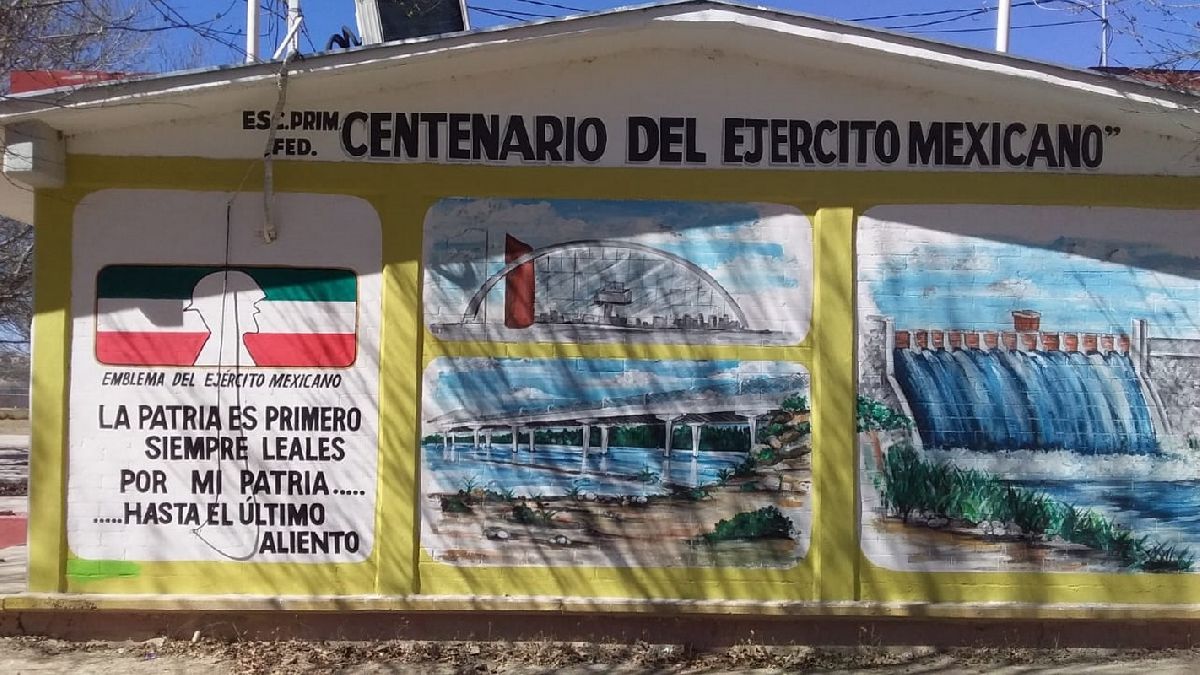 ESC.PRIM
FED.
"CENTENARIO DEL EJERCITO MEXICANO"
EMBLEMA DEL EJÉRCITO MEXICANO
LA PATRIA ES PRIMERO
SIEMPRE LEALES
POR MI PATRIA.....
.....HASTA EL ÚLTIMO
ALIENTO